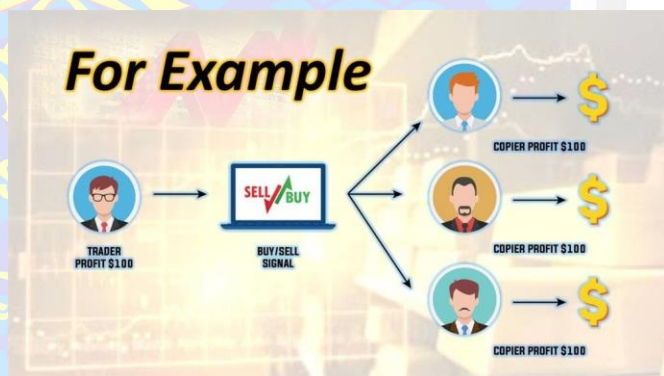 For Example
TRADER
PROFIT $100
SELL BUY
BUY/SELL
SIGNAL
$
COPIER PROFIT $100
$
COPIER PROFIT $100
$
COPIER PROFIT $100